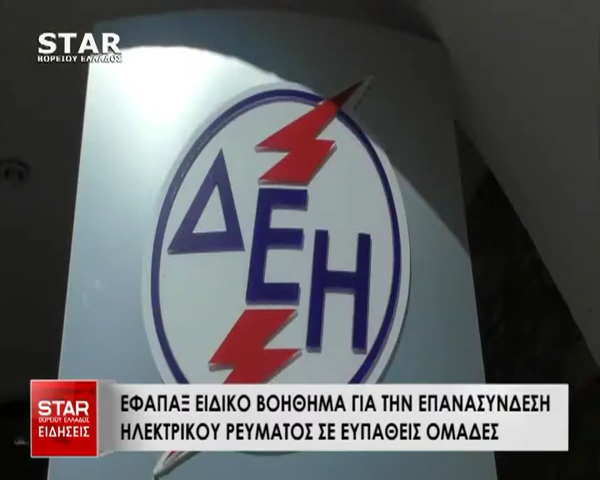 STAR
ΒΟΡΕΙΟΥ ΕΛΛΑΔΟΣ
ΔΕΗ
STAR
ΒΟΡΕΙΟΥ ΕΛΛΑΔΟΣ
ΕΙΔΗΣΕΙΣ
ΕΦΑΠΑΞ ΕΙΔΙΚΟ ΒΟΗΘΗΜΑ ΓΙΑ ΤΗΝ ΕΠΑΝΑΣΥΝΔΕΣΗ
ΗΛΕΚΤΡΙΚΟΥ ΡΕΥΜΑΤΟΣ ΣΕ ΕΥΠΑΘΕΙΣ ΟΜΑΔΕΣ